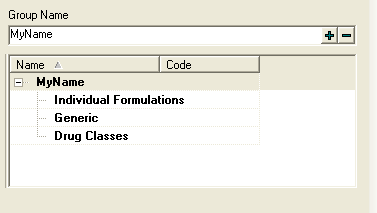 Group Name
MyName
Name Code
MyName
Individual Formulations
Generic
Drug Classes